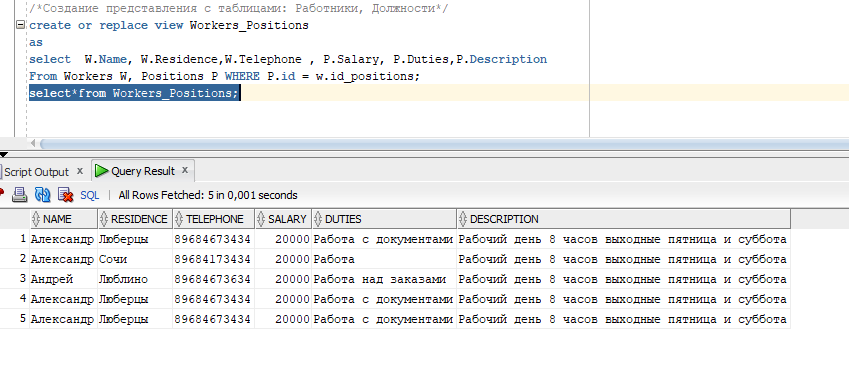 /*Создание представления с таблицами: Работники, Должности*/
create or replace view Workers_Positions
as
select  W.Name, W.Residence,W.Telephone , P.Salary, P.Duties,P.Description
From Workers W, Positions P WHERE P.id = w.id_positions;
select*from Workers_Positions;
Script Output x Query Result x
SQL | All Rows Fetched: 5 in 0,001 seconds
NAME RESIDENCE TELEPHONE SALARY DUTIES DESCRIPTION
1 Александр Люберцы 89684673434 20000 Работа с документами Рабочий день 8 часов выходные пятница и суббота
2 Александр Сочи 89684173434 20000 Работа Рабочий день 8 часов выходные пятница и суббота
3 Андрей Люблино 89684673634 20000 Работа над заказами Рабочий день 8 часов выходные пятница и суббота
4 Александр Люберцы 89684673434 20000 Работа с документами Рабочий день 8 часов выходные пятница и суббота
5 Александр Люберцы 89684673434 20000 Работа с документами Рабочий день 8 часов выходные пятница и суббота